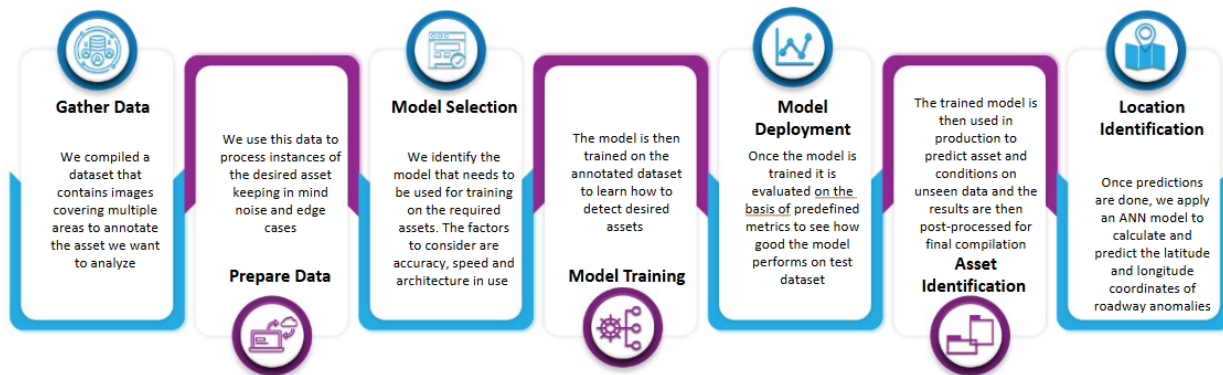 Gather Data
We compiled a
dataset that
contains images
covering multiple
areas to annotate
the asset we want
to analyze
We use this data to
process instances of
the desired asset
keeping in mind
noise and edge
cases
Prepare Data
Model Selection
We identify the
model that needs to
be used for training
on the required
assets. The factors
to consider are
accuracy, speed and
architecture in use
The model is then
trained on the
annotated dataset
to learn how to
detect desired
assets
Model Training
Model
Deployment
Once the model is
trained it is
evaluated on the
basis of predefined
metrics to see how
good the model
performs on test
dataset
The trained model is
then used in
production to
predict asset and
conditions on
unseen data and the
results are then
post-processed for
final compilation
Asset
Identification
Location
Identification
Once predictions
are done, we apply
an ANN model to
calculate and
predict the latitude
and longitude
coordinates of
roadway anomalies